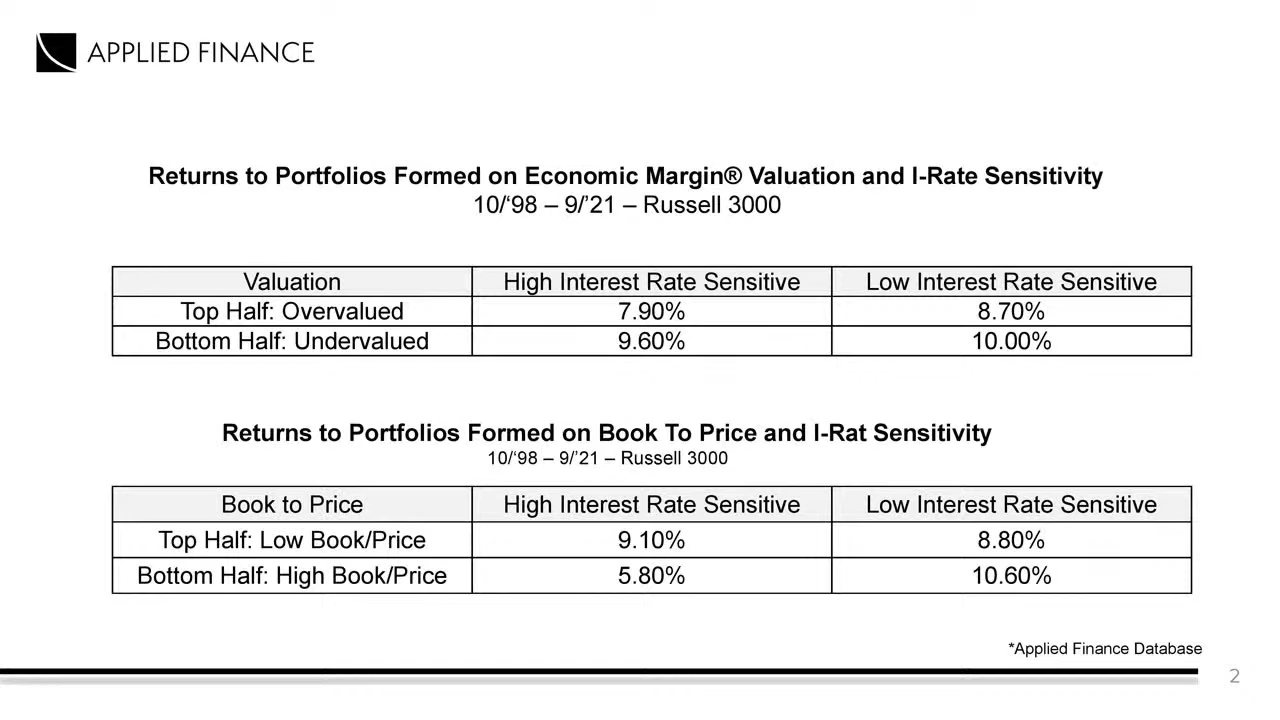 APPLIED FINANCE
Returns to Portfolios Formed on Economic Margin® Valuation and I-Rate Sensitivity
10/‘98 – 9/’21 – Russell 3000
Valuation High Interest Rate Sensitive Low Interest Rate Sensitive
Top Half: Overvalued 7.90% 8.70%
Bottom Half: Undervalued 9.60% 10.00%
Returns to Portfolios Formed on Book To Price and I-Rat Sensitivity
10/‘98 – 9/’21 – Russell 3000
Book to Price High Interest Rate Sensitive Low Interest Rate Sensitive
Top Half: Low Book/Price 9.10% 8.80%
Bottom Half: High Book/Price 5.80% 10.60%
*Applied Finance Database
2